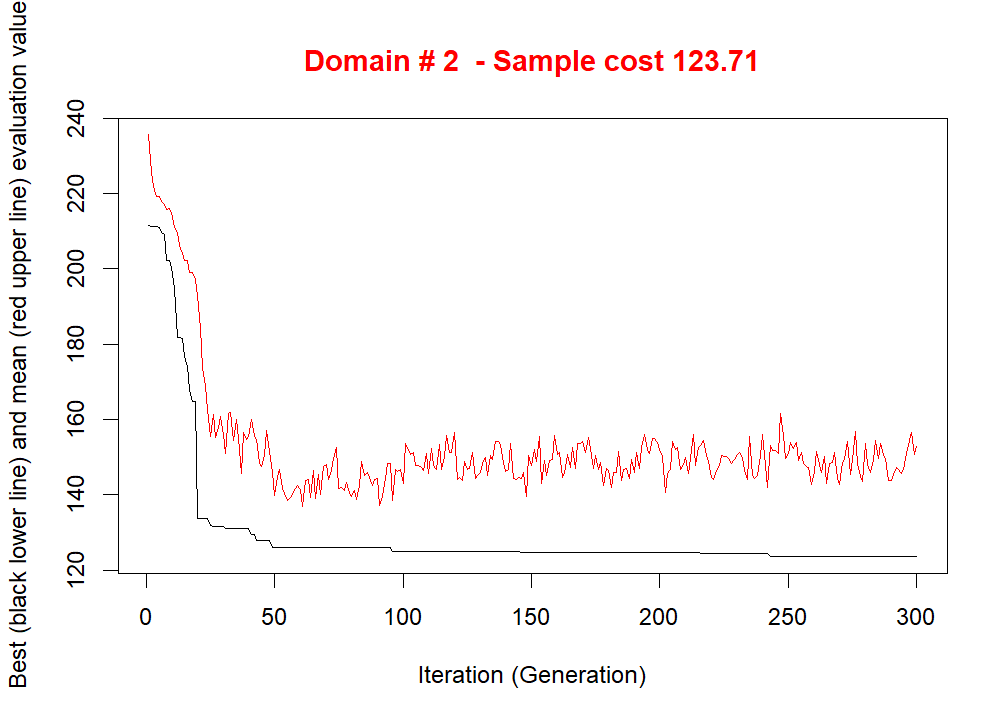 Domain # 2  - Sample cost 123.71
Best (black lower line) and mean (red upper line) evaluation value
240
220
200
180
160
140
120
0 50 100 150 200 250 300
Iteration (Generation)